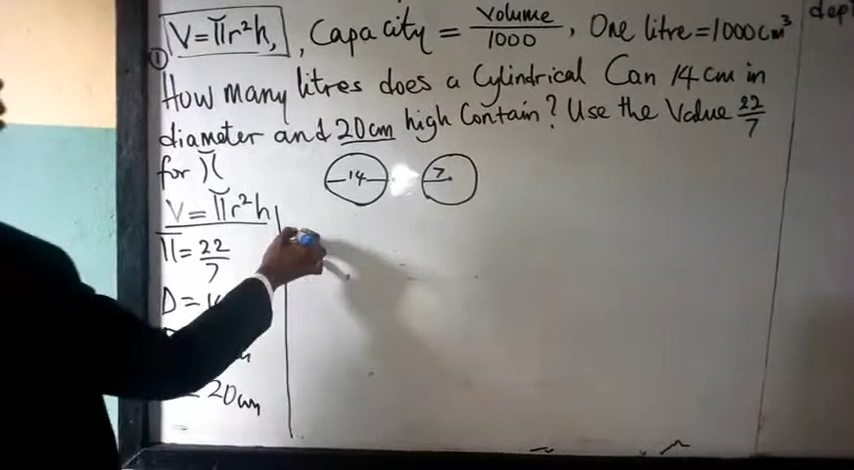 V=πr²h, , Capacity = Volume/1000 , One litre=1000cm³
①
How many litres does a Cylindrical Can 14cm in
diameter and 20cm high Contain? Use the Value 22/7
for π
14 7
V=πr²h
π=22/7
D=
20cm